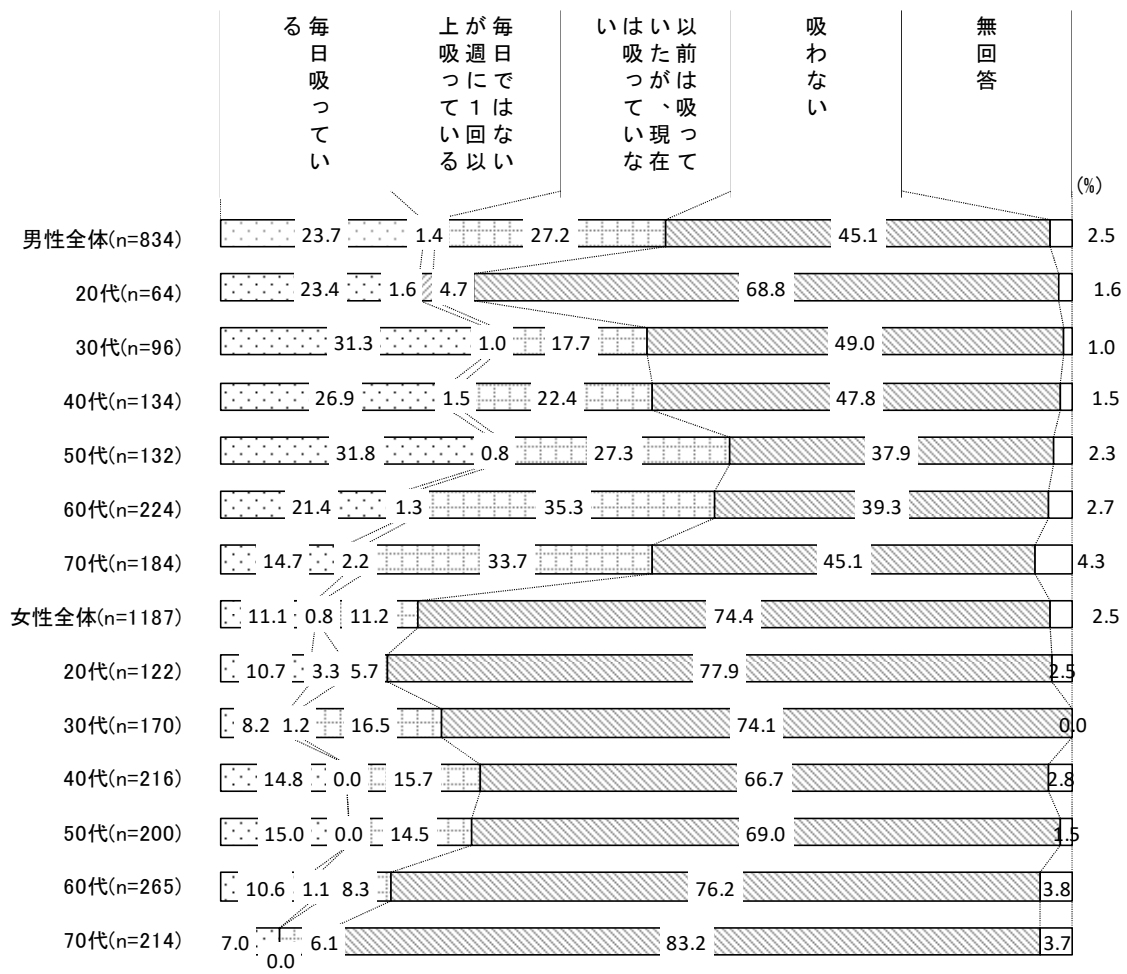 毎日吸ってい
る
毎日ではない
が週に1回以
上吸っている
以前は吸って
いたが、現在
は吸っていな
い
吸わない
無回答
(%)
男性全体(n=834) 23.7 1.4 27.2 45.1 2.5
20代(n=64) 23.4 1.6 4.7 68.8 1.6
30代(n=96) 31.3 1.0 17.7 49.0 1.0
40代(n=134) 26.9 1.5 22.4 47.8 1.5
50代(n=132) 31.8 0.8 27.3 37.9 2.3
60代(n=224) 21.4 1.3 35.3 39.3 2.7
70代(n=184) 14.7 2.2 33.7 45.1 4.3
女性全体(n=1187) 11.1 0.8 11.2 74.4 2.5
20代(n=122) 10.7 3.3 5.7 77.9 2.5
30代(n=170) 8.2 1.2 16.5 74.1 0.0
40代(n=216) 14.8 0.0 15.7 66.7 2.8
50代(n=200) 15.0 0.0 14.5 69.0 1.5
60代(n=265) 10.6 1.1 8.3 76.2 3.8
70代(n=214) 7.0 0.0 6.1 83.2 3.7